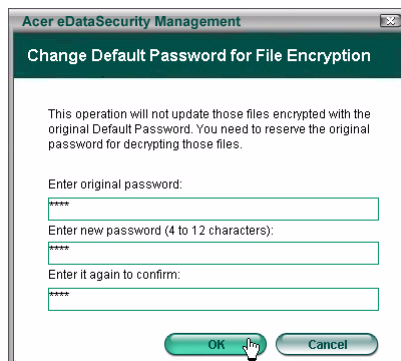 Acer eDataSecurity Management
Change Default Password for File Encryption
This operation will not update those files encrypted with the
original Default Password. You need to reserve the original
password for decrypting those files.
Enter original password:
****
Enter new password (4 to 12 characters):
****
Enter it again to confirm:
****
OK
Cancel